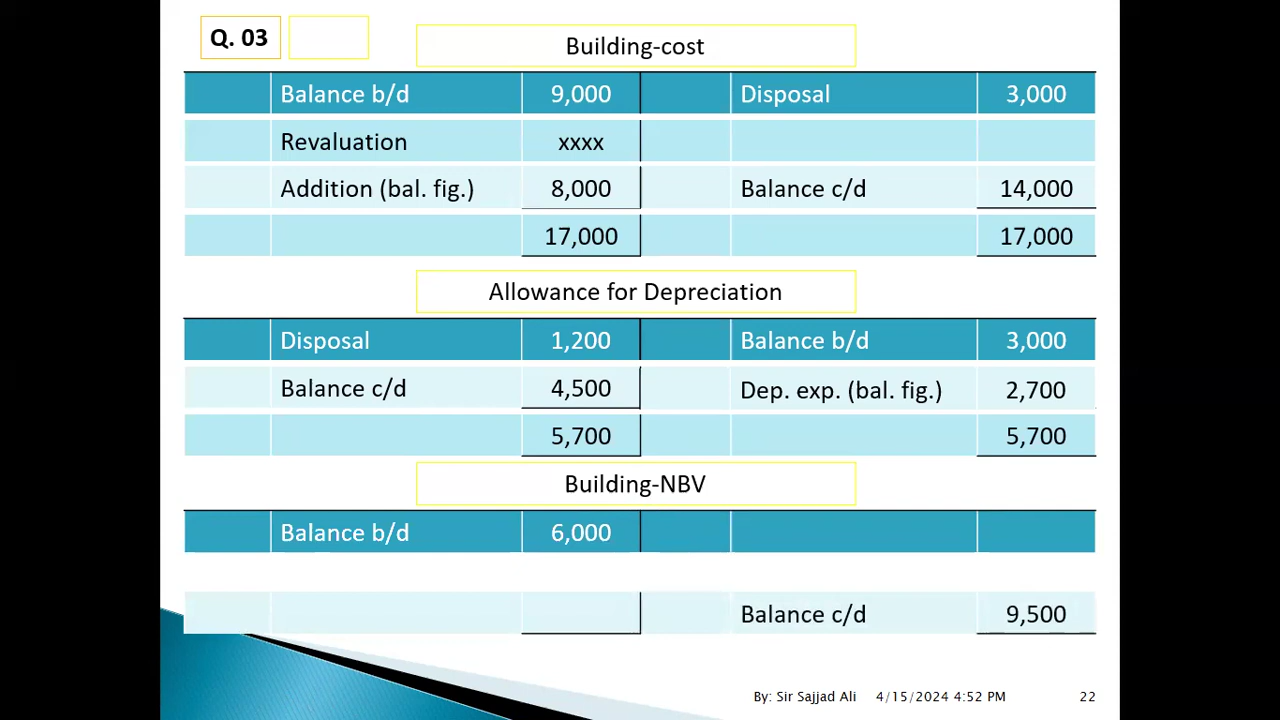 Q. 03
Building-cost
Balance b/d 9,000 Disposal 3,000
Revaluation xxxx
Addition (bal. fig.) 8,000 Balance c/d 14,000
17,000 17,000
Allowance for Depreciation
Disposal 1,200 Balance b/d 3,000
Balance c/d 4,500 Dep. exp. (bal. fig.) 2,700
5,700 5,700
Building-NBV
Balance b/d 6,000
Balance c/d 9,500
By: Sir Sajjad Ali 4/15/2024 4:52 PM 22